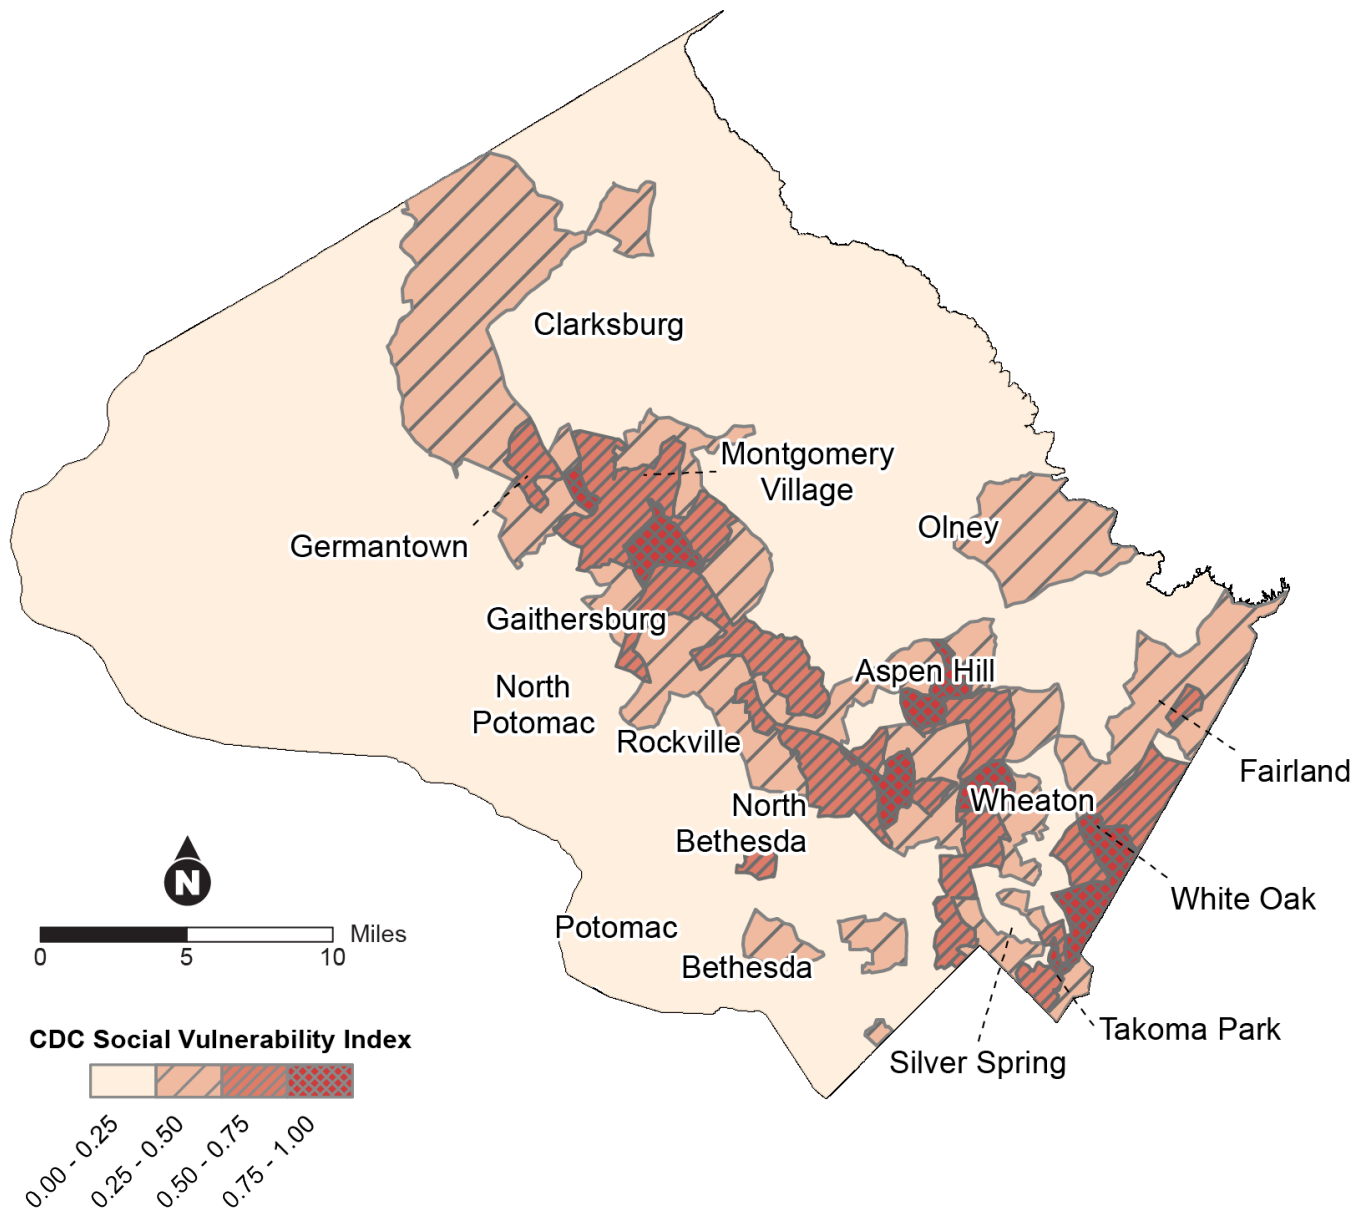 Clarksburg
Montgomery
Village
Olney
Germantown
Gaithersburg
Aspen Hill
North
Potomac
Rockville
Fairland
North
Bethesda
Wheaton
White Oak
N
Miles
0 5 10
Potomac
Bethesda
Takoma Park
Silver Spring
CDC Social Vulnerability Index
0.00 - 0.25
0.25 - 0.50
0.50 - 0.75
0.75 - 1.00